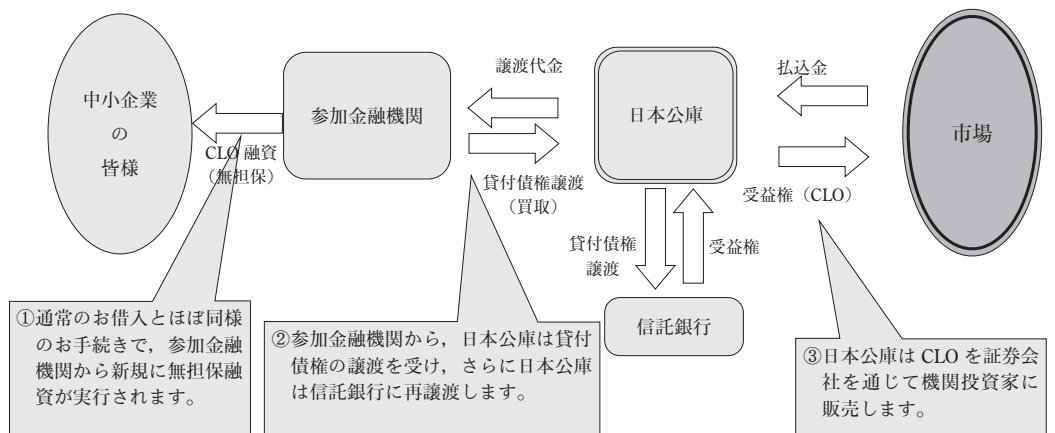 中小企業
の
皆様
CLO 融資
（無担保）
参加金融機関
譲渡代金
貸付債権譲渡
（買取）
日本公庫
貸付債権
譲渡
受益権
信託銀行
払込金
受益権（CLO）
市場
①通常のお借入とほぼ同様
のお手続きで，参加金融
機関から新規に無担保融
資が実行されます。
②参加金融機関から，日本公庫は貸付
債権の譲渡を受け，さらに日本公庫
は信託銀行に再譲渡します。
③日本公庫は CLO を証券会
社を通じて機関投資家に
販売します。